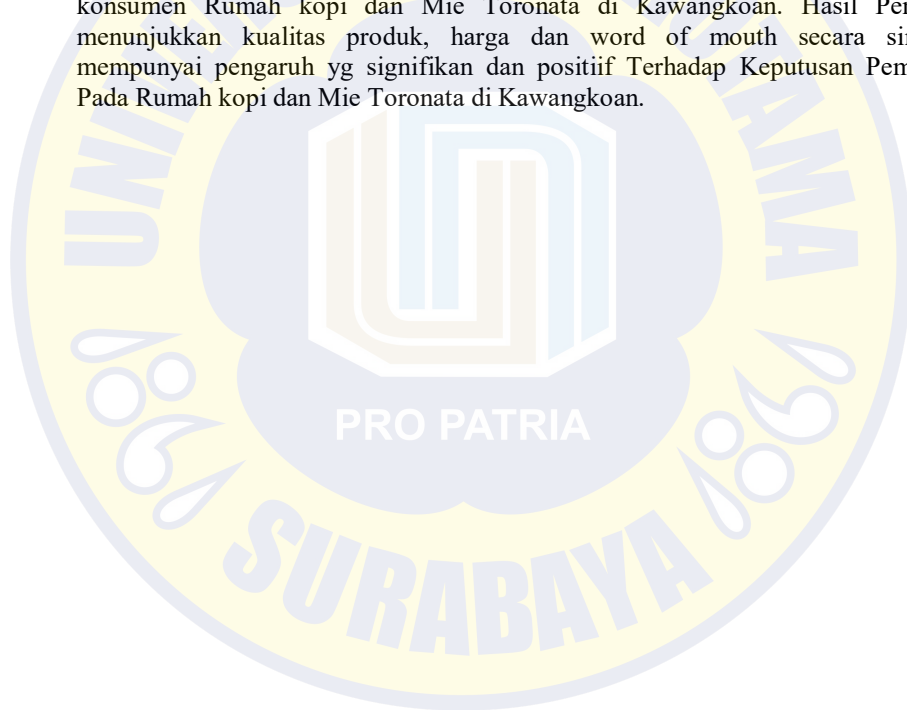 konsumen Rumah kopi dan Mie Toronata di Kawangkoan. Hasil
menunjukkan kualitas produk, harga dan word of mouth secara
mempunyai pengaruh yg signifikan dan positiif Terhadap Keputusan Pem
Pada Rumah kopi dan Mie Toronata di Kawangkoan.
PRO PATRIA
SURABAYA